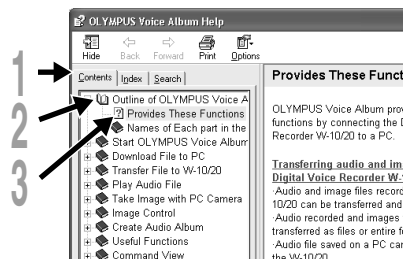 OLYMPUS Voice Album Help
Hide Back Forward Print Options
Contents Index Search
1
2
3
Outline of OLYMPUS Voice A
Provides These Functions
Names of Each part in the
Start OLYMPUS Voice Album
Download File to PC
Transfer File to W-10/20
Play Audio File
Take Image with PC Camera
Image Control
Create Audio Album
Useful Functions
Command View
Provides These Funct
OLYMPUS Voice Album prov
functions by connecting the D
Recorder W-10/20 to a PC.
Transferring audio and im
Digital Voice Recorder W-
·Audio and image files record
10/20 can be transferred and
·Audio recorded and images
transferred as files or entire f
·Audio file saved on a PC can
the W-10/20